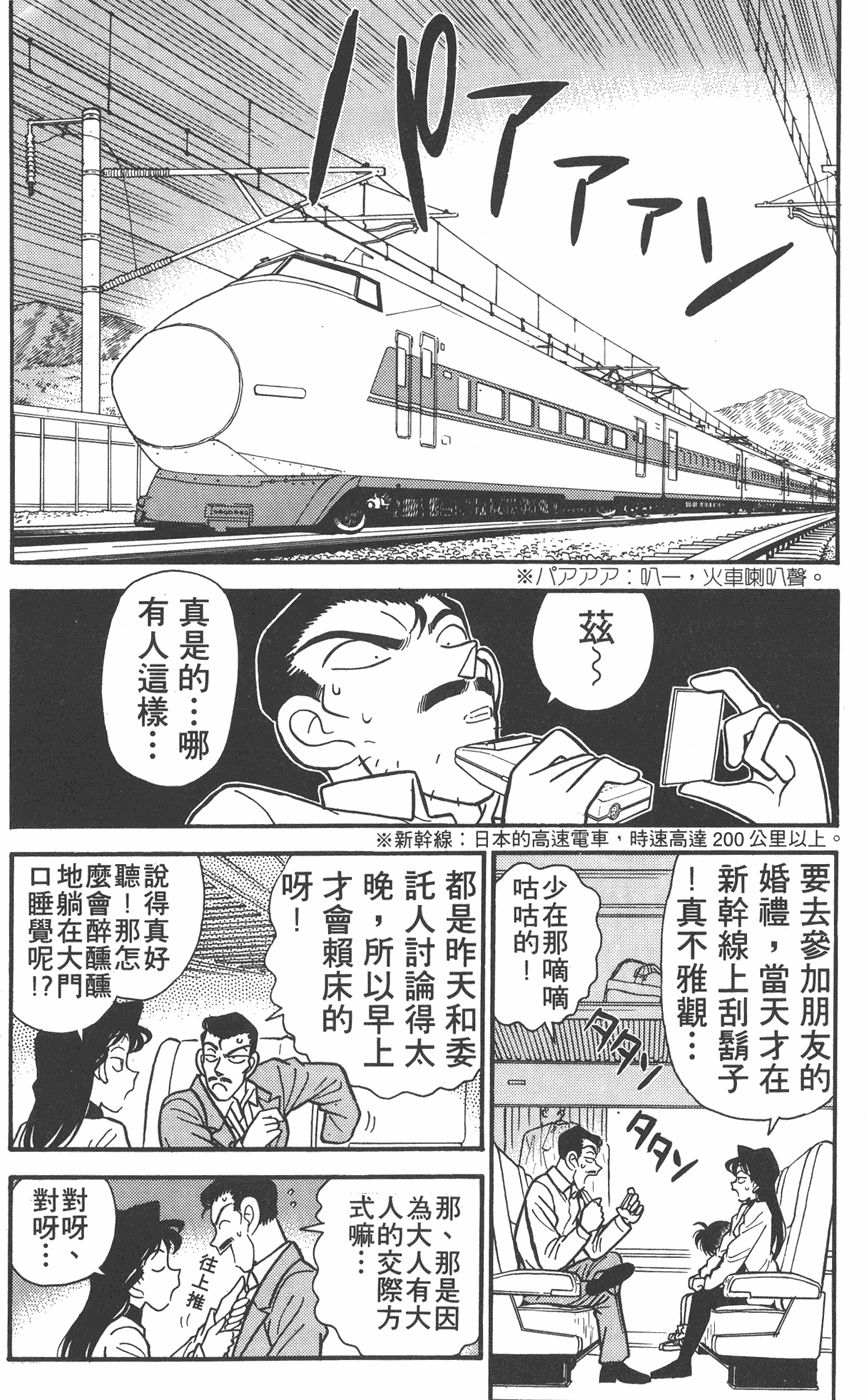 パァアアン
※パアアア：叭一，火車喇叭聲。
茲～
真是的…哪
有人這樣…
※新幹線：日本的高速電車，時速高達200公里以上。
要去參加朋友的
婚禮，當天才在
新幹線上刮鬍子
！真不雅觀…
少在那嘀嘀
咕咕的！
タタン
タタン
都是昨天和委
託人討論得太
晚，所以早上
才會賴床的
呀！
說得真好
聽！那怎
麼會醉醺醺
地躺在大門
口睡覺呢！？
那、那是因
為大人有大
人的交際方
式嘛…
往上推
對呀、
對呀…